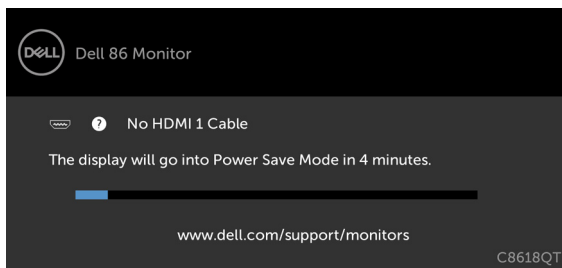 DELL
Dell 86 Monitor
? No HDMI 1 Cable
The display will go into Power Save Mode in 4 minutes.
www.dell.com/support/monitors
C8618QT